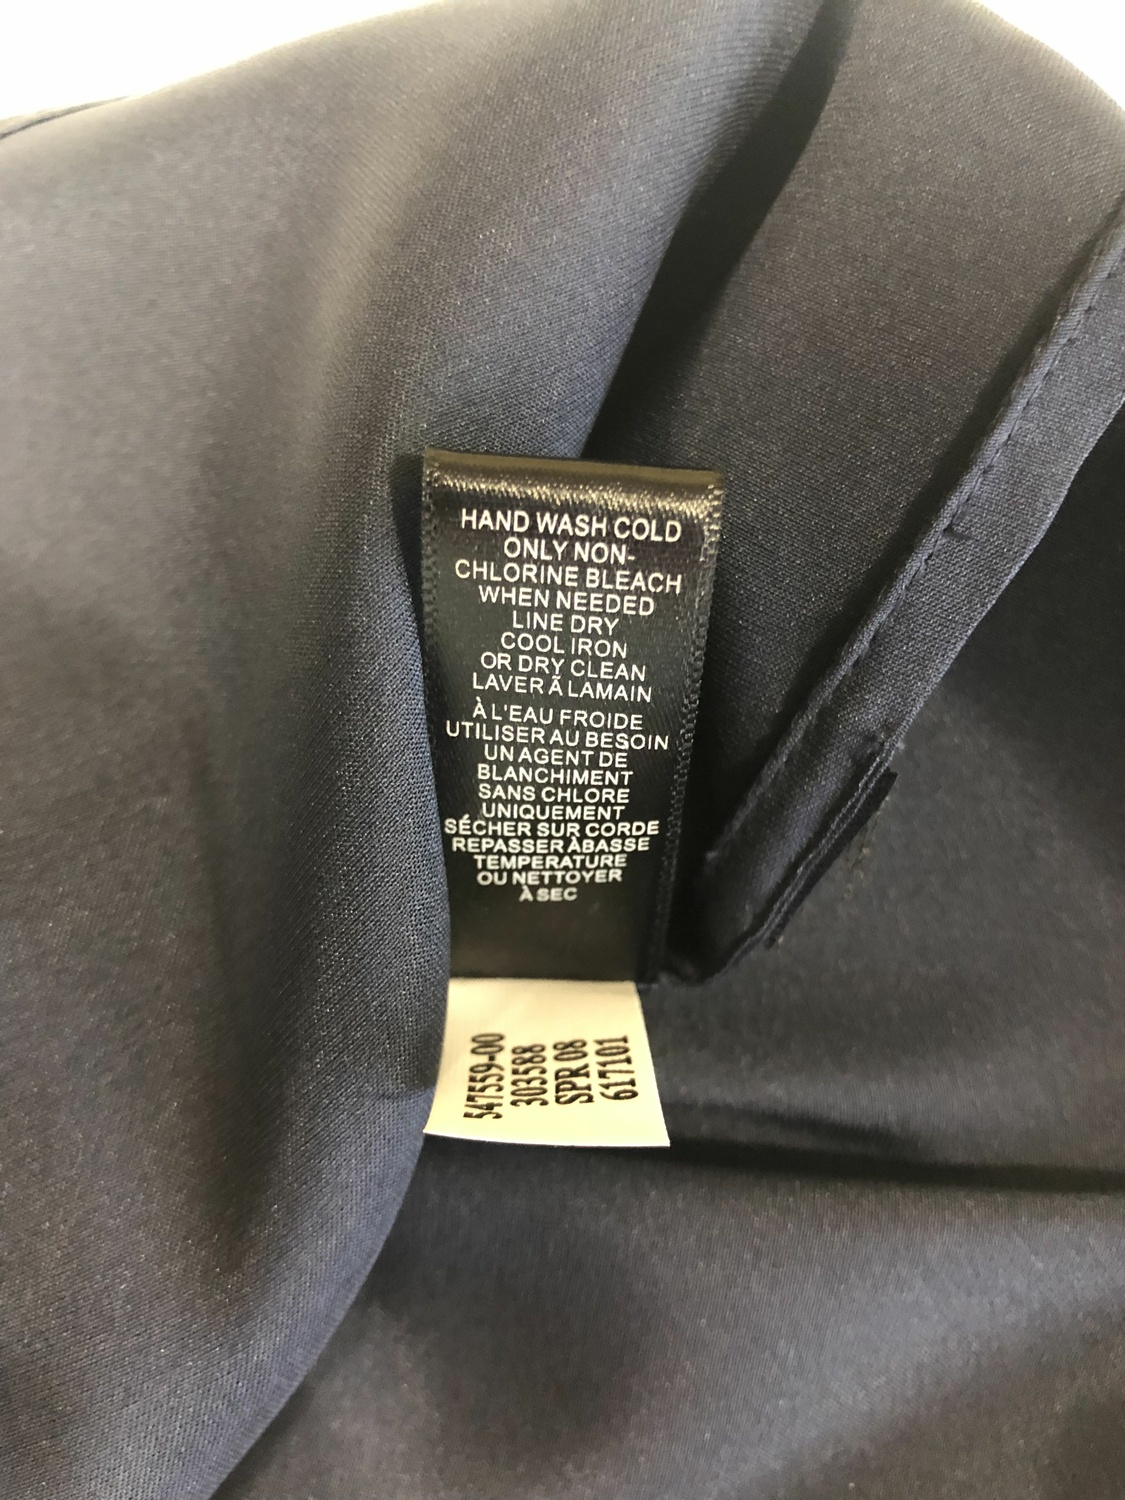 HAND WASH COLD
ONLY NON-
CHLORINE BLEACH
WHEN NEEDED
LINE DRY
COOL IRON
OR DRY CLEAN
LAVER Ã LAMAIN
À L'EAU FROIDE
UTILISER AU BESOIN
UN AGENT DE
BLANCHIMENT
SANS CHLORE
UNIQUEMENT
SÉCHER SUR CORDE
REPASSER ÀBASSE
TEMPERATURE
OU NETTOYER
À SEC
547559-00
303588
SPR 08
617101